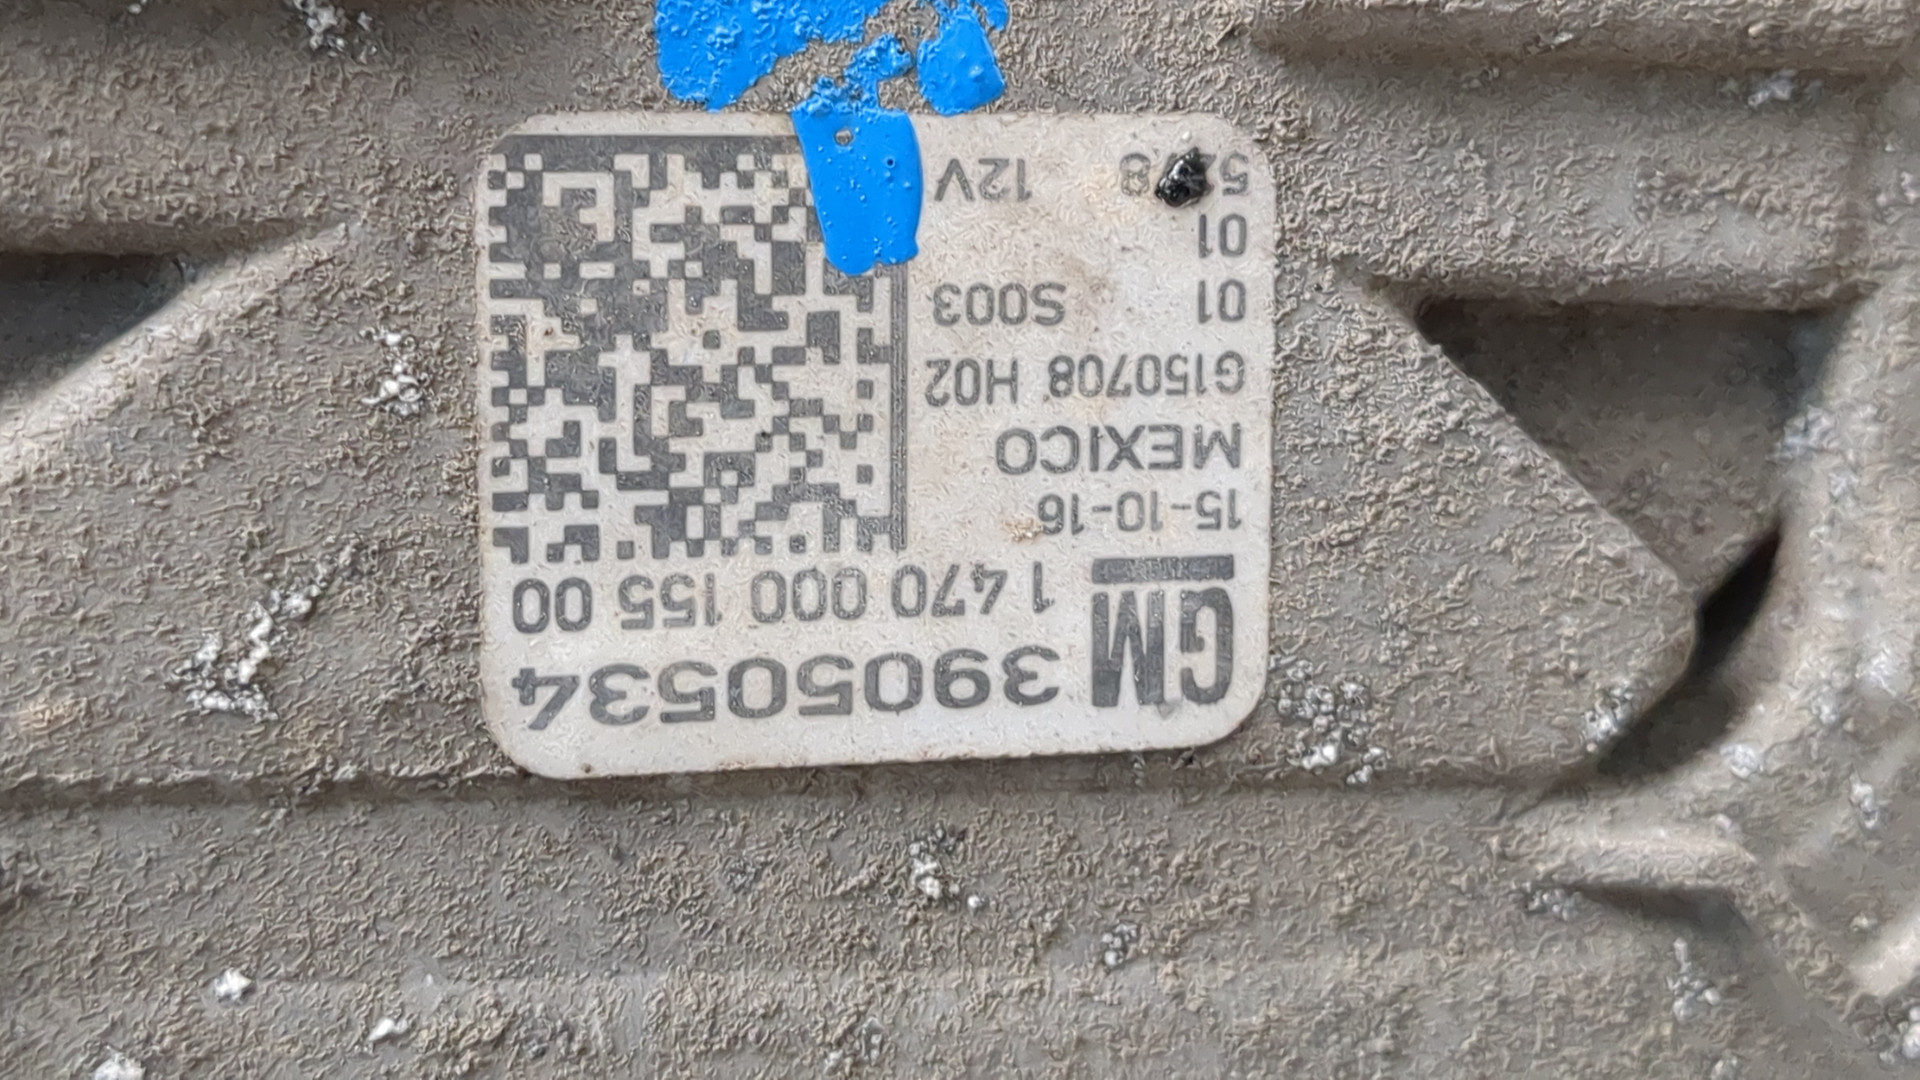 GM 39050534
1 470 000 155 00
15-10-16
MEXICO
G150708 H02
01 S003
01
12V